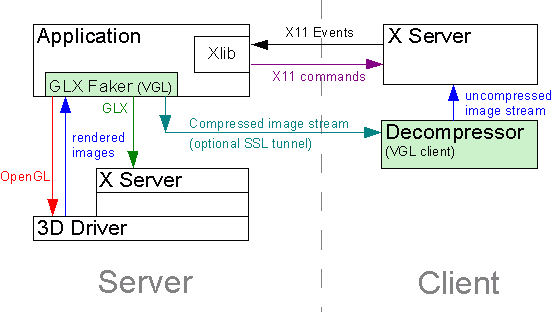 Application
Xlib
X11 Events
X Server
X11 commands
GLX Faker (VGL)
GLX
uncompressed
image stream
Compressed image stream
(optional SSL tunnel)
Decompressor
(VGL client)
rendered
images
OpenGL
X Server
3D Driver
Server
Client